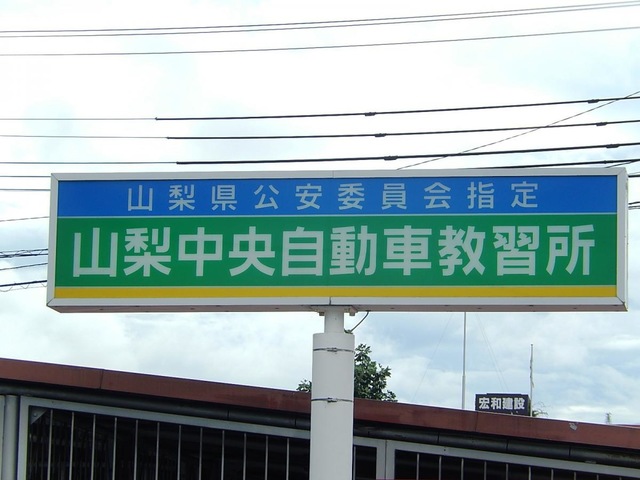 山梨県公安委員会指定
山梨中央自動車教習所
宏和建設